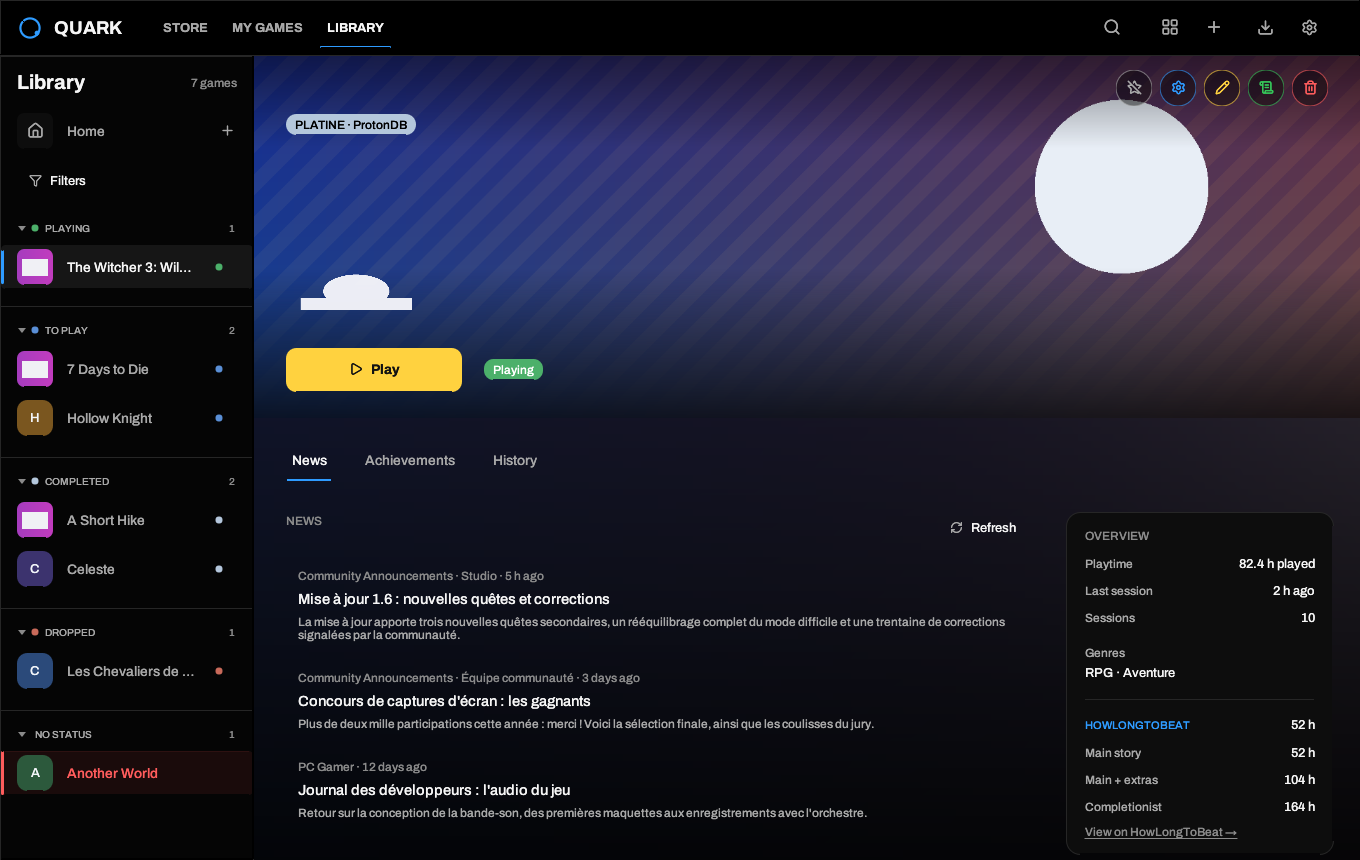 QUARK
STORE
MY GAMES
LIBRARY
Library
7 games
Home
Filters
PLAYING
1
The Witcher 3: Wil...
TO PLAY
2
7 Days to Die
H
Hollow Knight
COMPLETED
2
A Short Hike
C
Celeste
DROPPED
1
C
Les Chevaliers de ...
NO STATUS
1
A
Another World
PLATINE · ProtonDB
Play
Playing
News
Achievements
History
NEWS
Refresh
Community Announcements · Studio · 5 h ago
Mise à jour 1.6 : nouvelles quêtes et corrections
La mise à jour apporte trois nouvelles quêtes secondaires, un rééquilibrage complet du mode difficile et une trentaine de corrections
signalées par la communauté.
Community Announcements · Équipe communauté · 3 days ago
Concours de captures d'écran : les gagnants
Plus de deux mille participations cette année : merci ! Voici la sélection finale, ainsi que les coulisses du jury.
PC Gamer · 12 days ago
Journal des développeurs : l'audio du jeu
Retour sur la conception de la bande-son, des premières maquettes aux enregistrements avec l'orchestre.
OVERVIEW
Playtime
82.4 h played
Last session
2 h ago
Sessions
10
Genres
RPG · Aventure
HOWLONGTOBEAT
52 h
Main story
52 h
Main + extras
104 h
Completionist
164 h
View on HowLongToBeat →